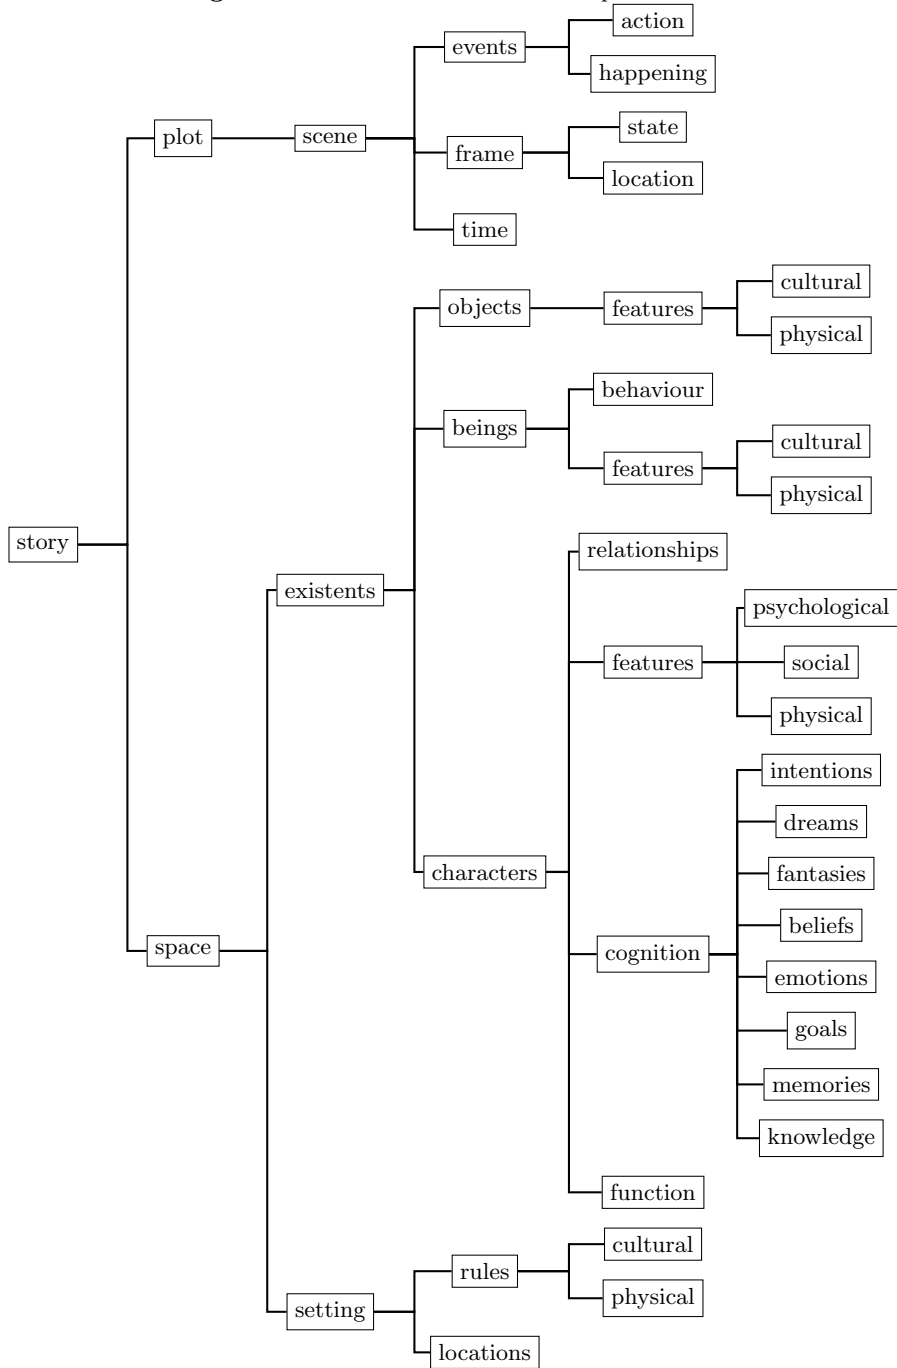 action
events
happening
plot
scene
state
frame
location
time
cultural
objects
features
physical
behaviour
beings
cultural
features
physical
story
relationships
existents
psychological
features
social
physical
intentions
dreams
characters
fantasies
beliefs
space
cognition
emotions
goals
memories
knowledge
function
cultural
rules
physical
setting
locations